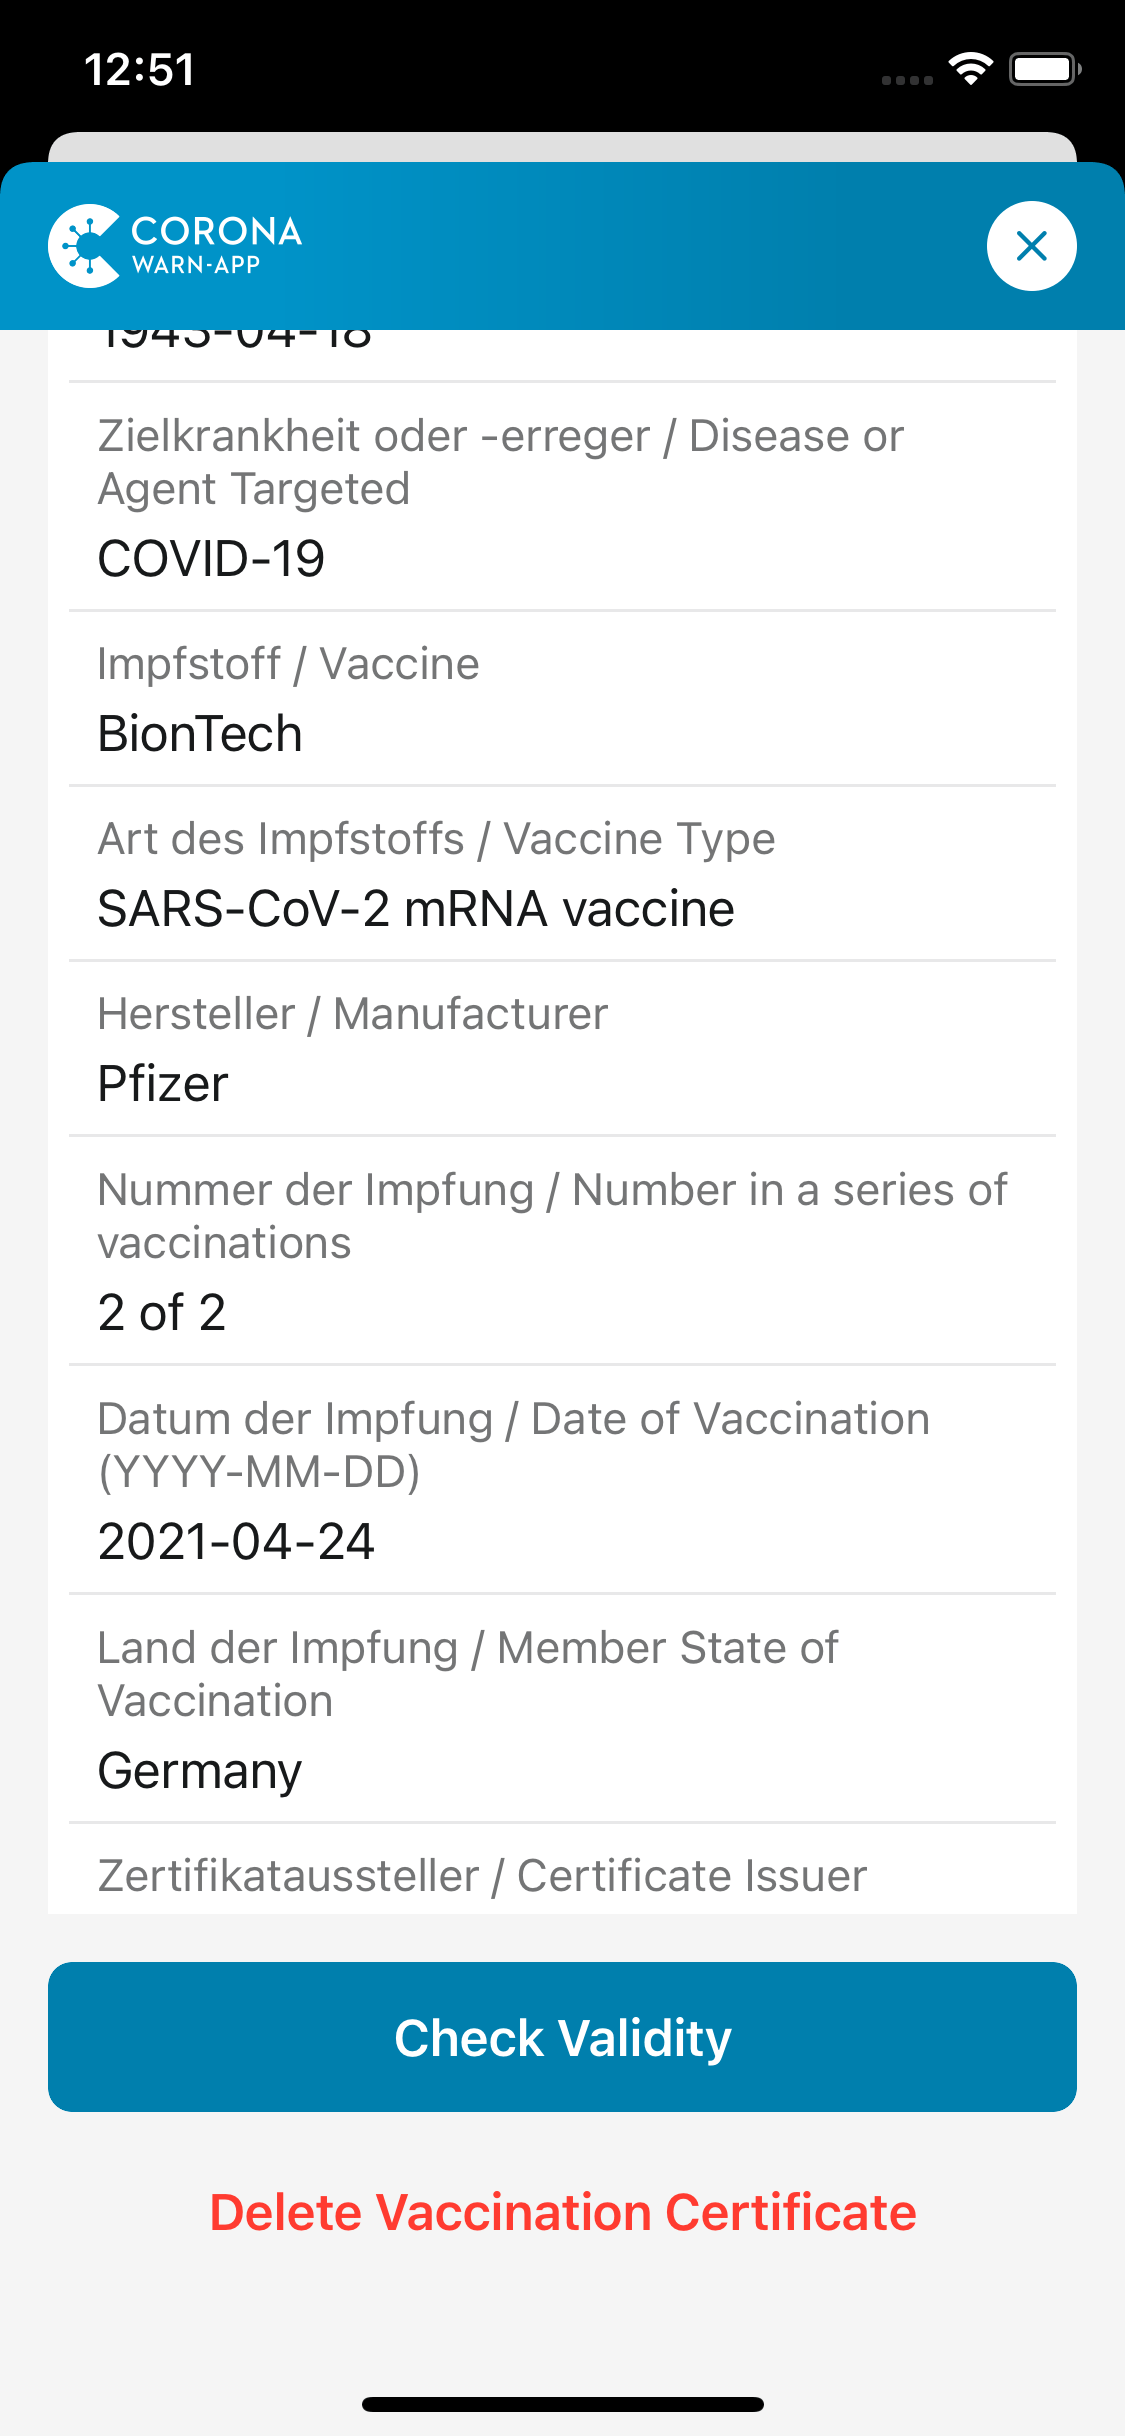 12:51
CORONA
WARN-APP
1943-04-18
Zielkrankheit oder -erreger / Disease or
Agent Targeted
COVID-19
Impfstoff / Vaccine
BionTech
Art des Impfstoffs / Vaccine Type
SARS-CoV-2 mRNA vaccine
Hersteller / Manufacturer
Pfizer
Nummer der Impfung / Number in a series of
vaccinations
2 of 2
Datum der Impfung / Date of Vaccination
(YYYY-MM-DD)
2021-04-24
Land der Impfung / Member State of
Vaccination
Germany
Zertifikataussteller / Certificate Issuer
Check Validity
Delete Vaccination Certificate